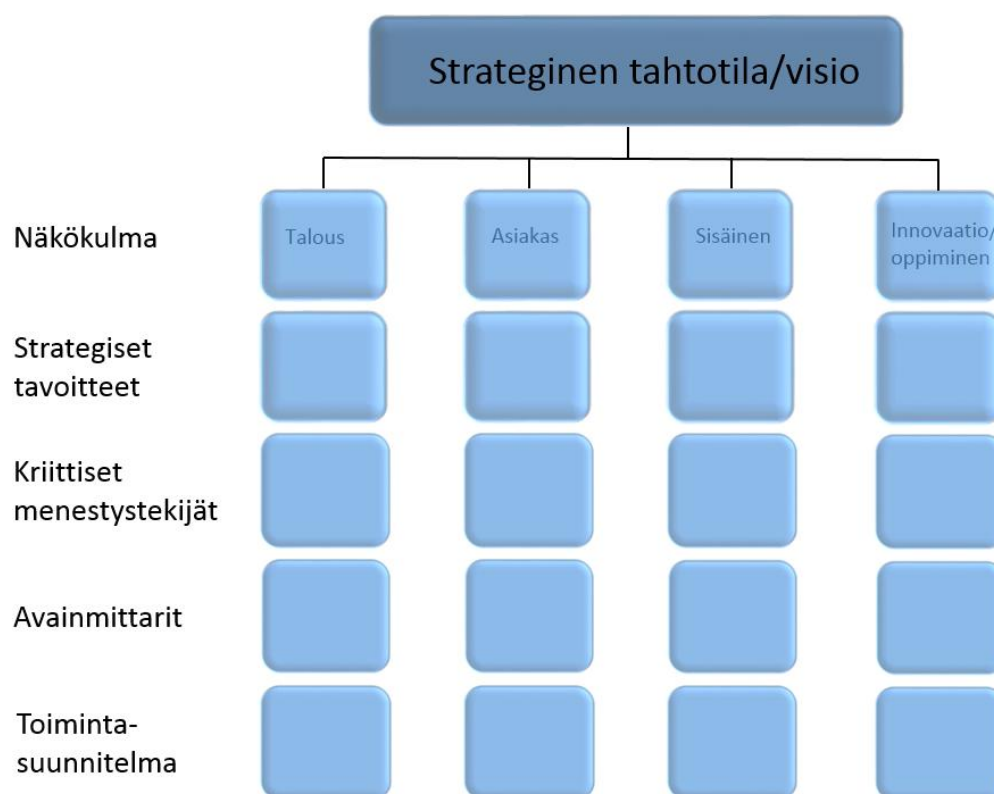 Strateginen tahtotila/visio
Näkökulma
Talous
Asiakas
Sisäinen
Innovaatio/
oppiminen
Strategiset
tavoitteet
Kriittiset
menestystekijät
Avainmittarit
Toiminta-
suunnitelma